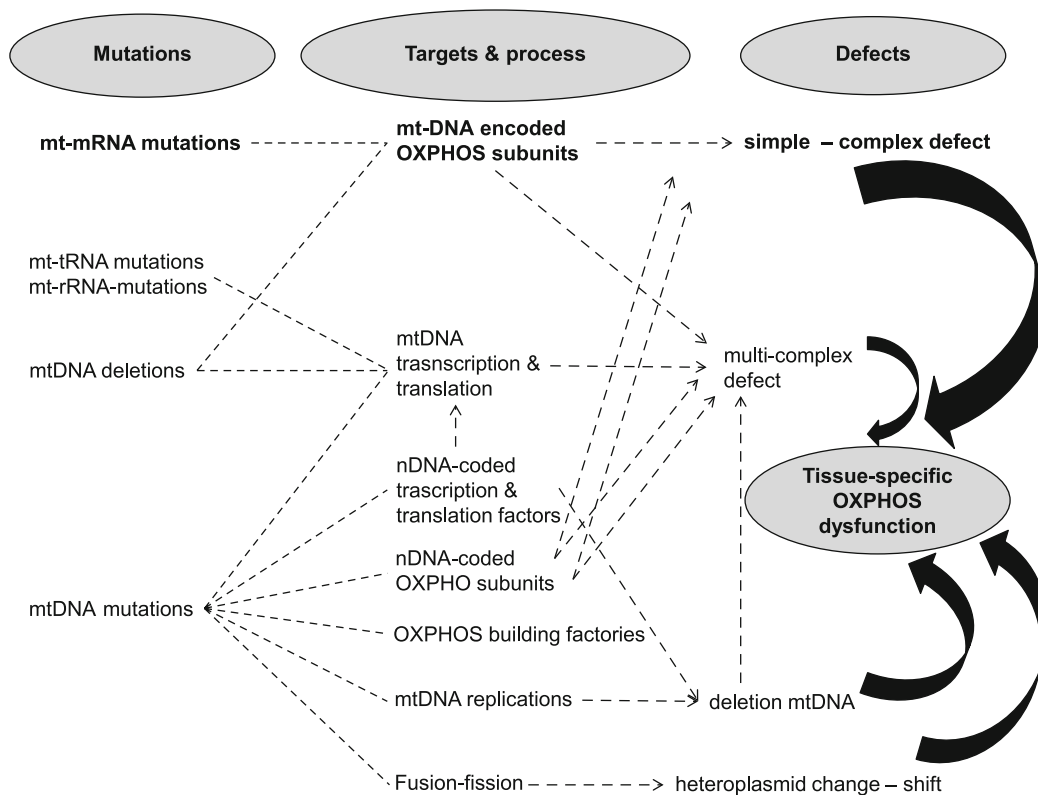 Mutations
Targets & process
Defects
mt-mRNA mutations
mt-DNA encoded
OXPHOS subunits
simple – complex defect
mt-tRNA mutations
mt-rRNA-mutations
mtDNA deletions
mtDNA
trasnscription &
translation
multi-complex
defect
nDNA-coded
trascription &
translation factors
Tissue-specific
OXPHOS
dysfunction
nDNA-coded
OXPHO subunits
mtDNA mutations
OXPHOS building factories
mtDNA replications
deletion mtDNA
Fusion-fission
heteroplasmid change – shift